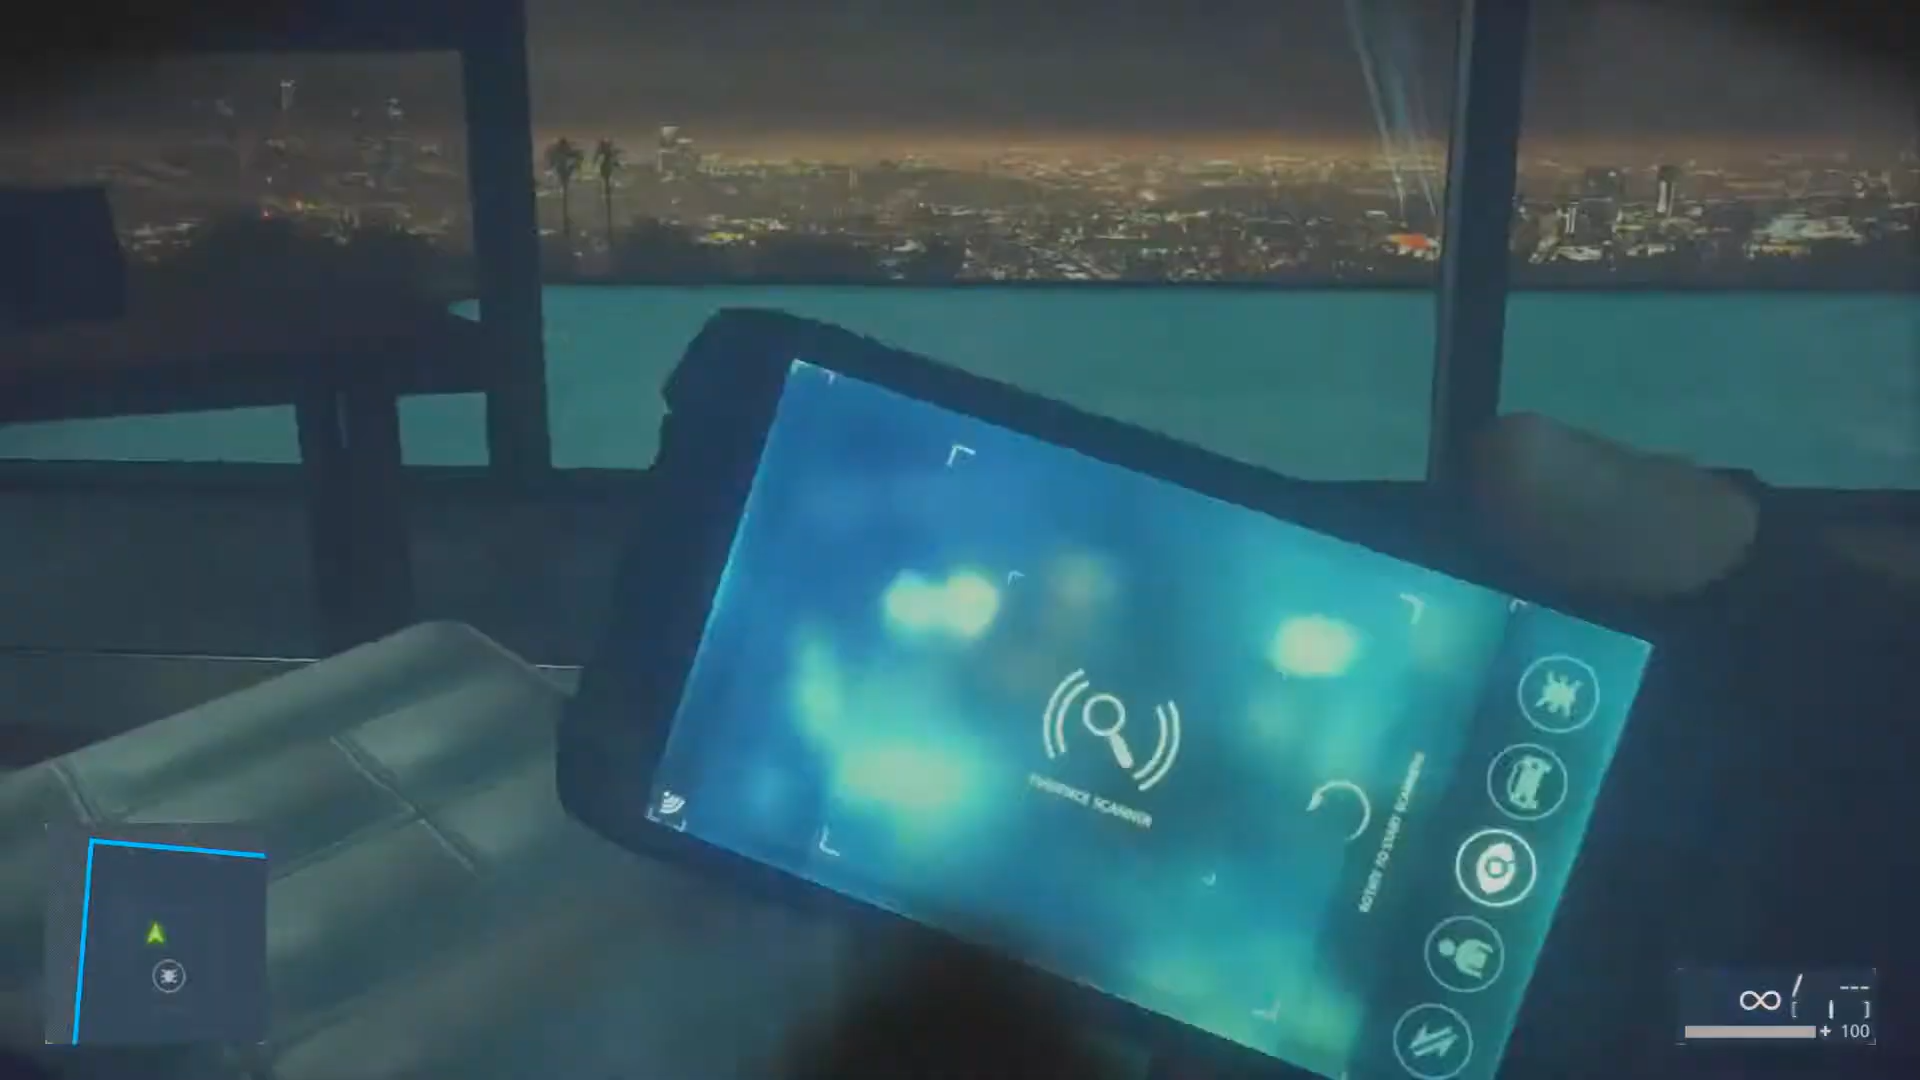 EVIDENCE SCANNER
ROTATE TO START SCANNING
∞ / ---
[ I ]
+ 100